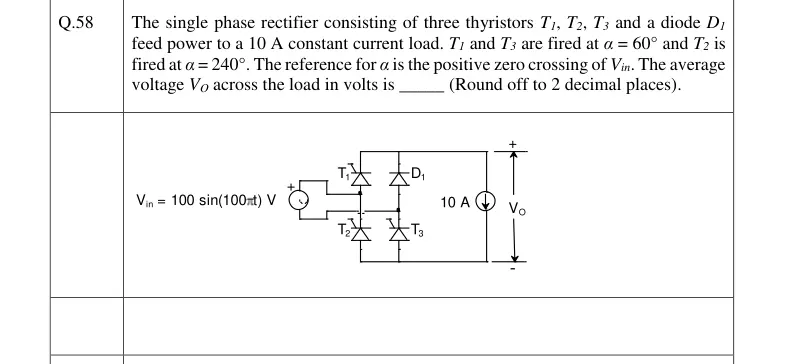 Q.58 The single phase rectifier consisting of three thyristors T1, T2, T3 and a diode D1
feed power to a 10 A constant current load. T1 and T3 are fired at α = 60° and T2 is
fired at α = 240°. The reference for α is the positive zero crossing of Vin. The average
voltage VO across the load in volts is _____ (Round off to 2 decimal places).
+
T1 D1
+
Vin = 100 sin(100πt) V
10 A
Vo
T2 T3
-